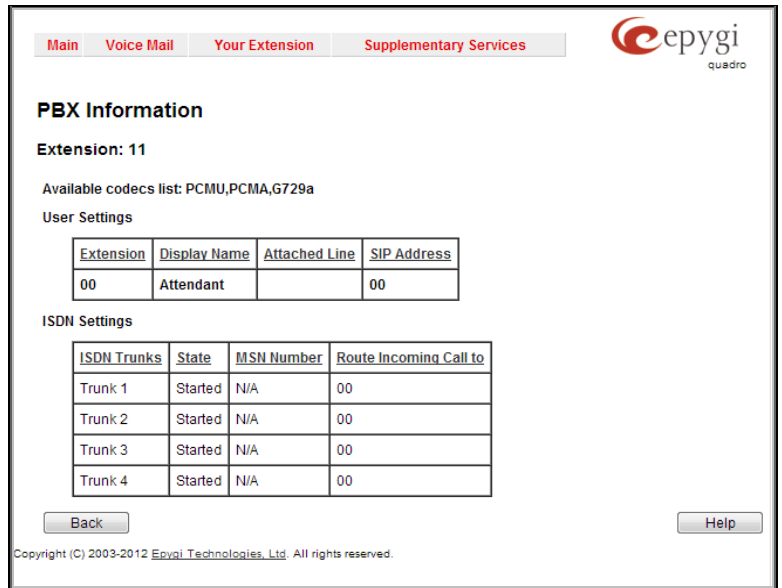 Main Voice Mail Your Extension Supplementary Services
epygi
quadro
PBX Information
Extension: 11
Available codecs list: PCMU,PCMA,G729a
User Settings
Extension Display Name Attached Line SIP Address
00 Attendant 00
ISDN Settings
ISDN Trunks State MSN Number Route Incoming Call to
Trunk 1 Started N/A 00
Trunk 2 Started N/A 00
Trunk 3 Started N/A 00
Trunk 4 Started N/A 00
Back Help
Copyright (C) 2003-2012 Epygi Technologies, Ltd. All rights reserved.